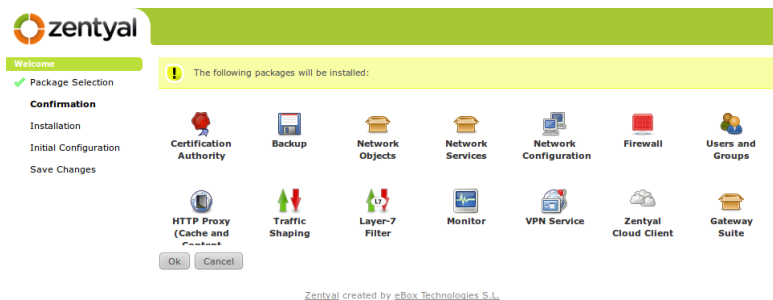 zentyal
Welcome
Package Selection
Confirmation
Installation
Initial Configuration
Save Changes
! The following packages will be installed:
Certification
Authority
Backup
Network
Objects
Network
Services
Network
Configuration
Firewall
Users and
Groups
HTTP Proxy
(Cache and
Content
Traffic
Shaping
L7
Layer-7
Filter
Monitor
VPN Service
Zentyal
Cloud Client
Gateway
Suite
Ok Cancel
Zentyal created by eBox Technologies S.L.